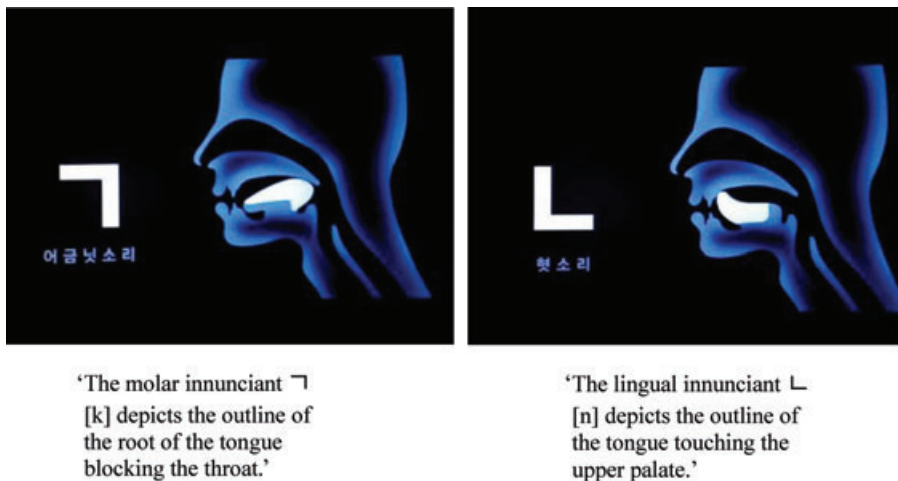 ㄱ
어금닛소리
ㄴ
혓소리
‘The molar innunciant ㄱ
[k] depicts the outline of
the root of the tongue
blocking the throat.’
‘The lingual innunciant ㄴ
[n] depicts the outline of
the tongue touching the
upper palate.’